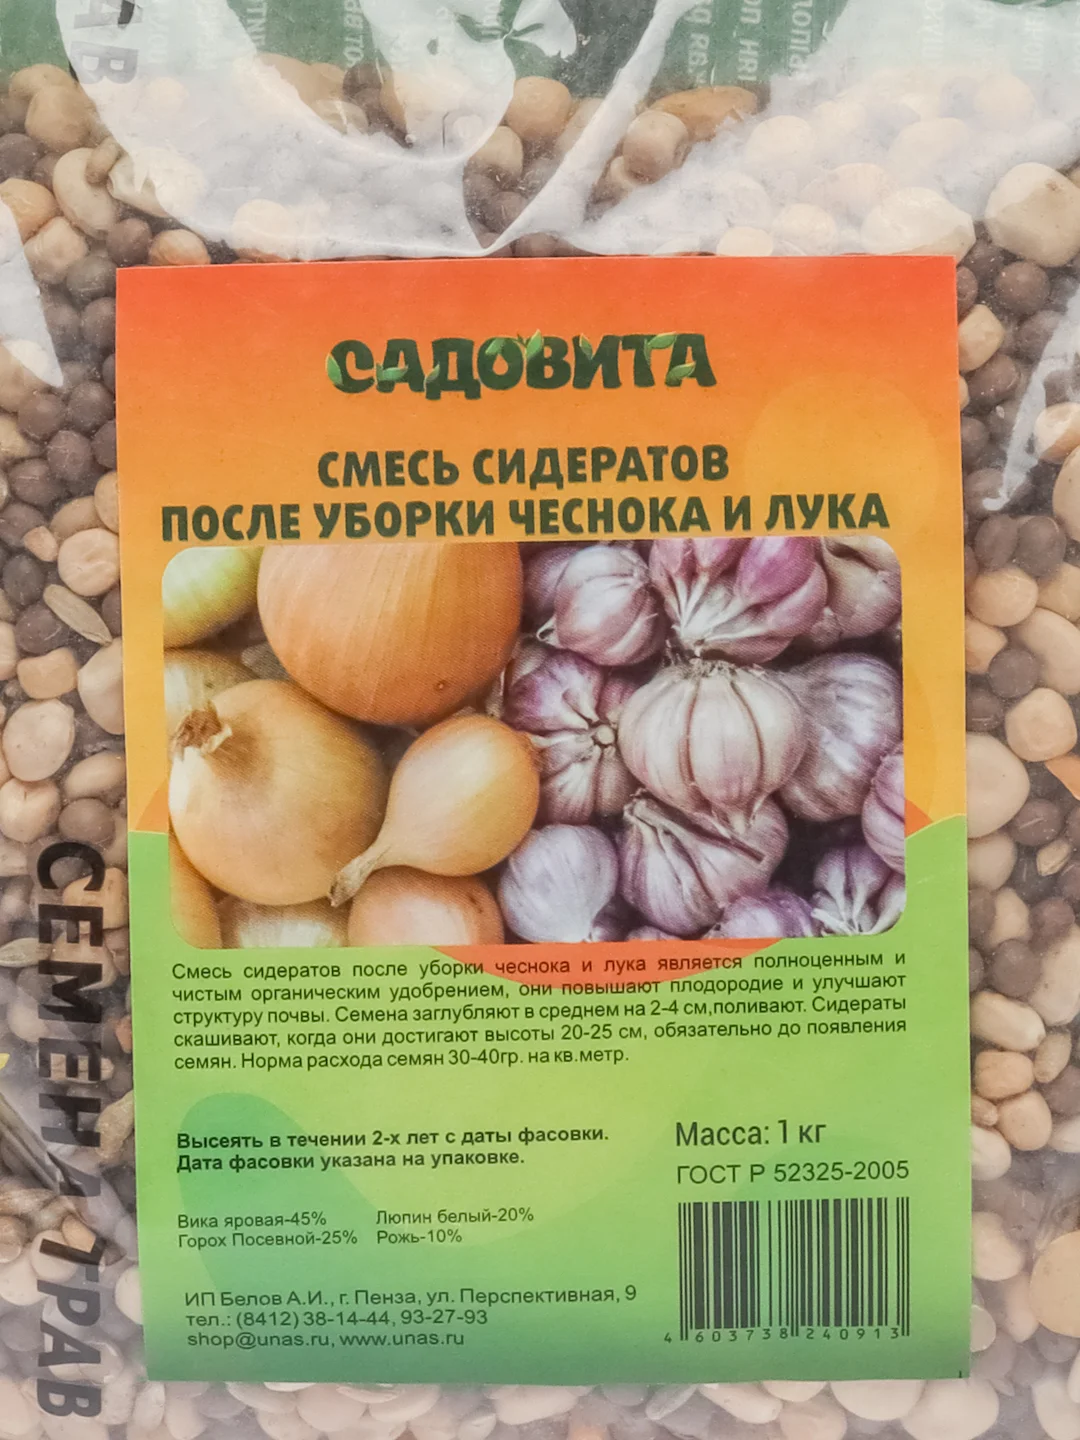 САДОВИТА
СМЕСЬ СИДЕРАТОВ
ПОСЛЕ УБОРКИ ЧЕСНОКА И ЛУКА
Смесь сидератов после уборки чеснока и лука является полноценным и
чистым органическим удобрением, они повышают плодородие и улучшают
структуру почвы. Семена заглубляют в среднем на 2-4 см,поливают. Сидераты
скашивают, когда они достигают высоты 20-25 см, обязательно до появления
семян. Норма расхода семян 30-40гр. на кв.метр.
Высеять в течении 2-х лет с даты фасовки.
Дата фасовки указана на упаковке.
Масса: 1 кг
ГОСТ Р 52325-2005
Вика яровая-45% Люпин белый-20%
Горох Посевной-25% Рожь-10%
ИП Белов А.И., г. Пенза, ул. Перспективная, 9
тел.: (8412) 38-14-44, 93-27-93
shop@unas.ru, www.unas.ru
4 603738 240913
СЕМЕНА ТРАВ